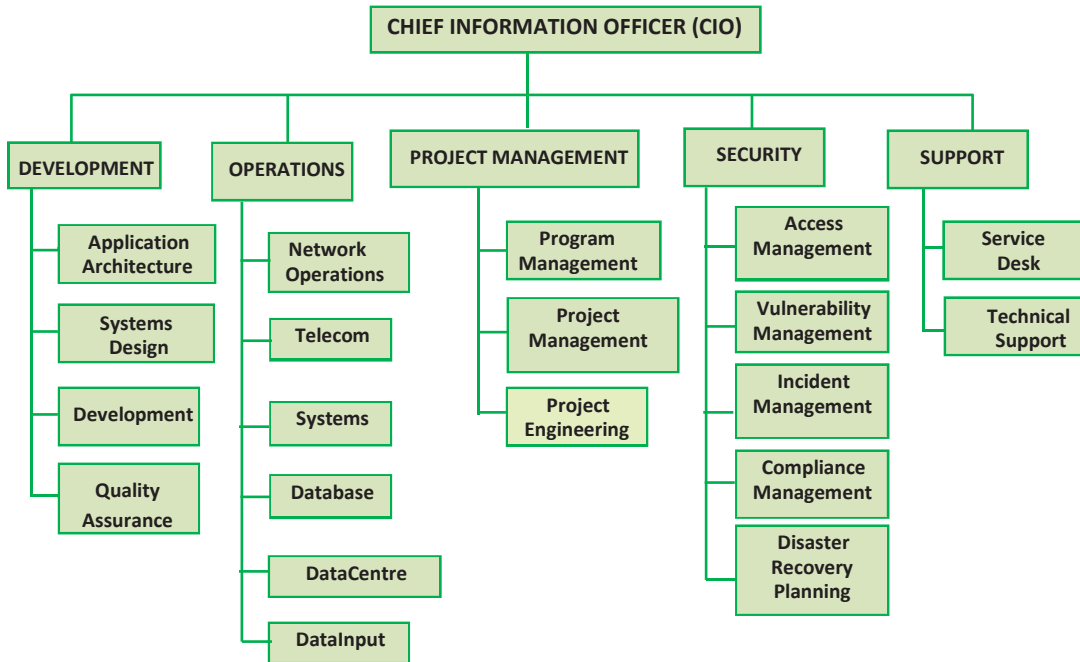 CHIEF INFORMATION OFFICER (CIO)
DEVELOPMENT
Application
Architecture
Systems
Design
Development
Quality
Assurance
OPERATIONS
Network
Operations
Telecom
Systems
Database
DataCentre
DataInput
PROJECT MANAGEMENT
Program
Management
Project
Management
Project
Engineering
SECURITY
Access
Management
Vulnerability
Management
Incident
Management
Compliance
Management
Disaster
Recovery
Planning
SUPPORT
Service
Desk
Technical
Support